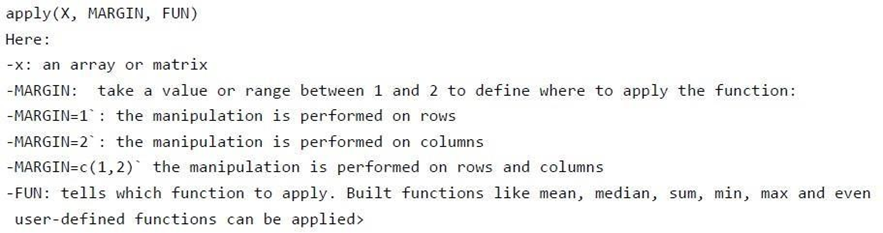 apply(X, MARGIN, FUN)
Here:
-x: an array or matrix
-MARGIN:  take a value or range between 1 and 2 to define where to apply the function:
-MARGIN=1`: the manipulation is performed on rows
-MARGIN=2`: the manipulation is performed on columns
-MARGIN=c(1,2)` the manipulation is performed on rows and columns
-FUN: tells which function to apply. Built functions like mean, median, sum, min, max and even
user-defined functions can be applied>